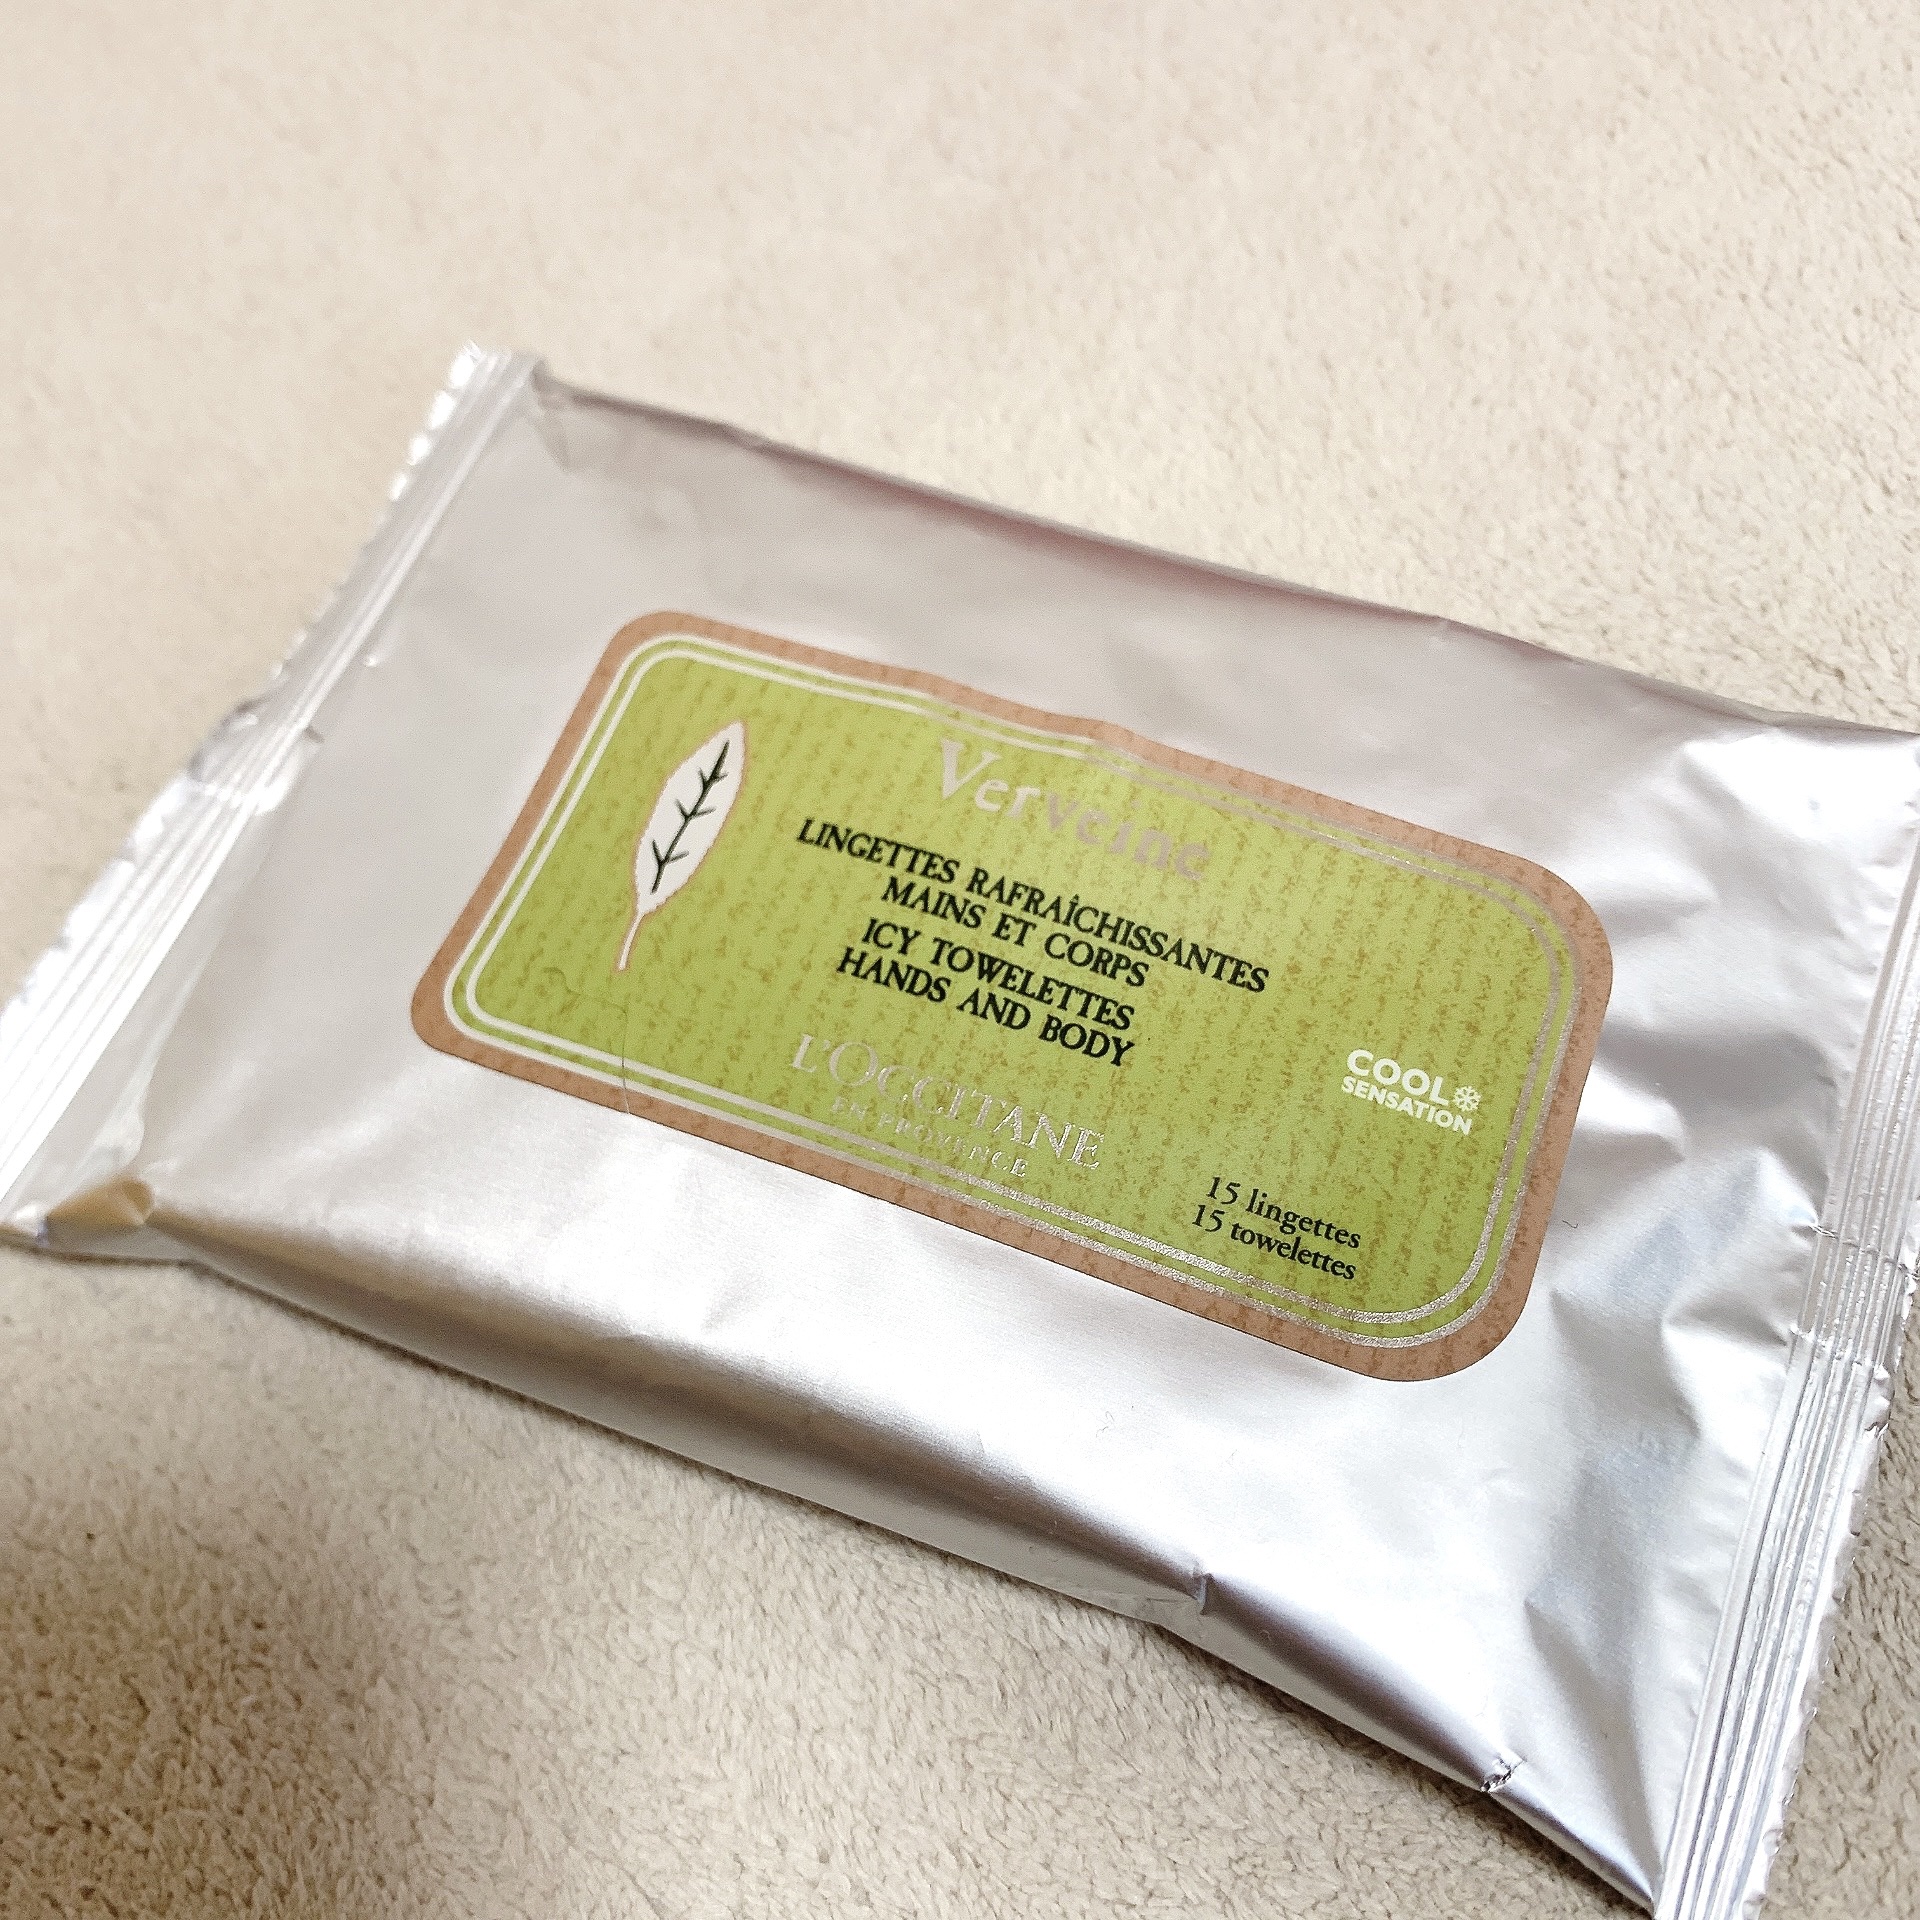 Verveine
LINGETTES RAFRAÎCHISSANTES
MAINS ET CORPS
ICY TOWELETTES
HANDS AND BODY
L'OCCITANE
EN PROVENCE
COOL
SENSATION
15 lingettes
15 towelettes